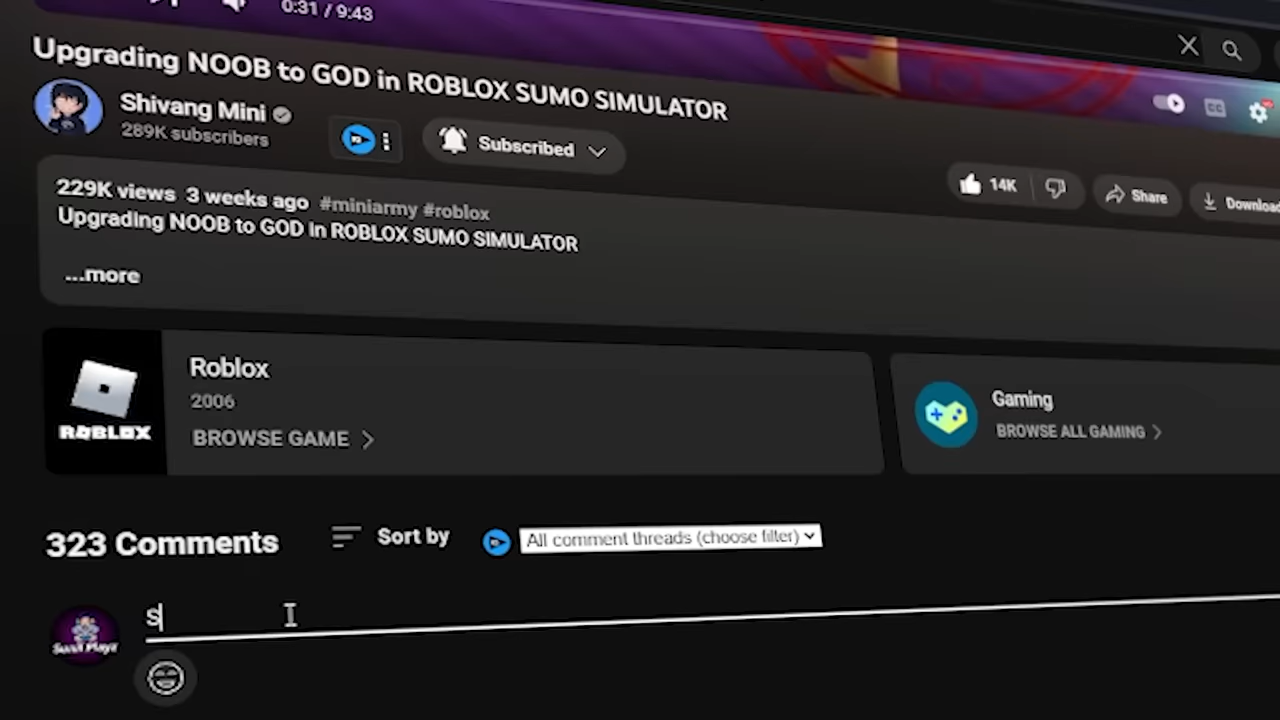 0:31 / 9:43
Upgrading NOOB to GOD in ROBLOX SUMO SIMULATOR
Shivang Mini
289K subscribers
Subscribed
14K
Share
Download
CC
229K views 3 weeks ago #miniarmy #roblox
Upgrading NOOB to GOD in ROBLOX SUMO SIMULATOR
...more
Roblox
2006
BROWSE GAME
ROBLOX
Gaming
BROWSE ALL GAMING
323 Comments
Sort by
All comment threads (choose filter)
s